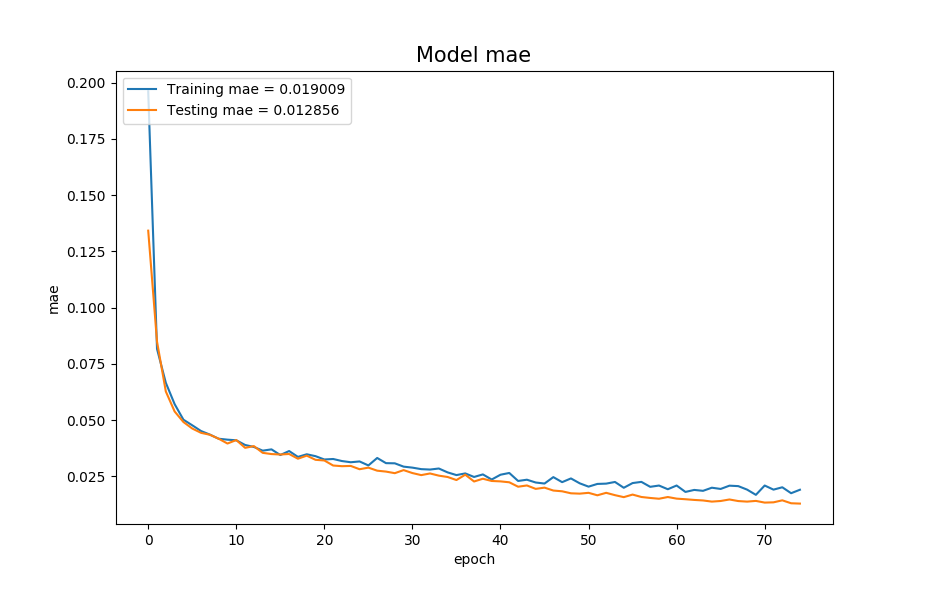 Model mae
Training mae = 0.019009
Testing mae = 0.012856
mae
0.200
0.175
0.150
0.125
0.100
0.075
0.050
0.025
0 10 20 30 40 50 60 70
epoch